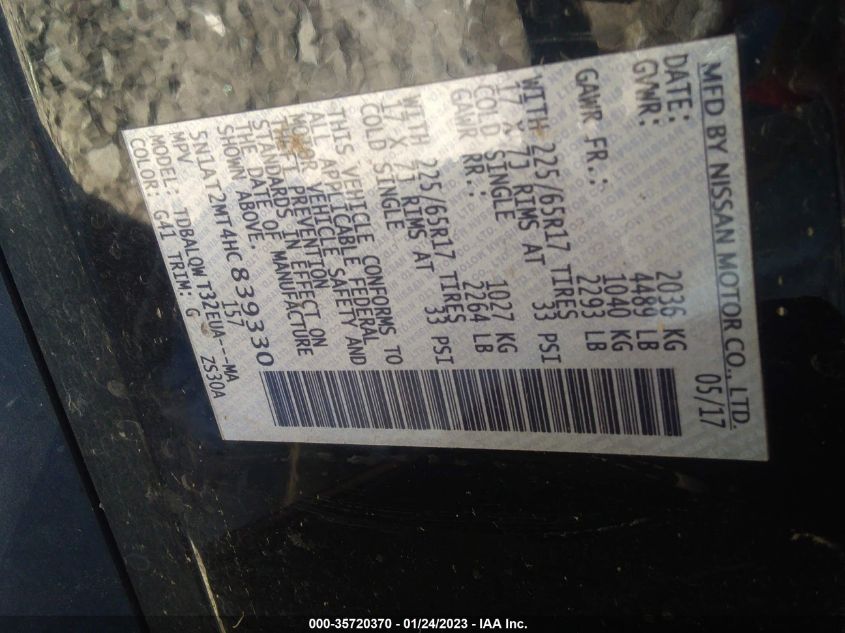 MFD BY NISSAN MOTOR CO., LTD.
DATE: 05/17
GVWR: 2036 KG
4489 LB
GAWR FR.: 1040 KG
2293 LB
WITH 225/65R17 TIRES
17 X 7J RIMS AT 33 PSI
COLD SINGLE
GAWR RR.: 1027 KG
2264 LB
WITH 225/65R17 TIRES
17 X 7J RIMS AT 33 PSI
COLD SINGLE
THIS VEHICLE CONFORMS TO
ALL APPLICABLE FEDERAL
MOTOR VEHICLE SAFETY AND
THEFT PREVENTION
STANDARDS IN EFFECT ON
THE DATE OF MANUFACTURE
SHOWN ABOVE
5N1AT2MT4HC839330
MPV 157
MODEL: TDBALOW T32EUA---MA
COLOR: G41 TRIM: G ZS30A
000-35720370 - 01/24/2023 - IAA Inc.